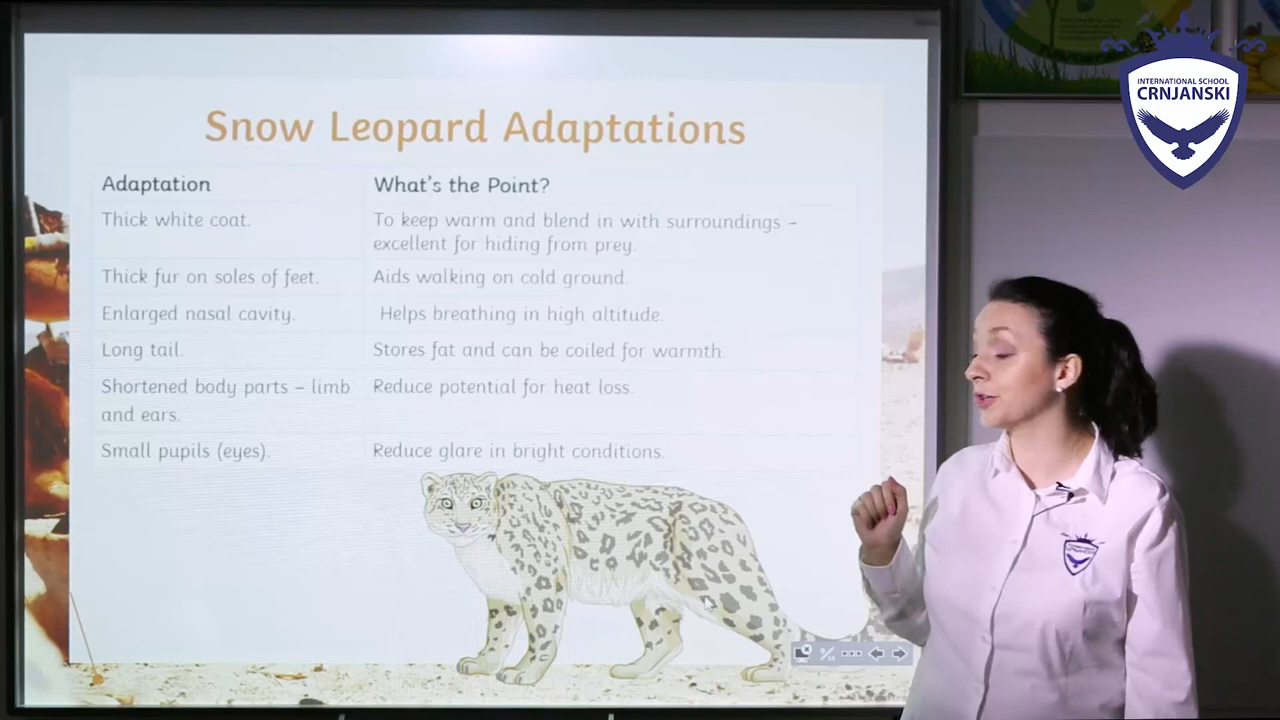 Snow Leopard Adaptations
Adaptation
What's the Point?
Thick white coat.
To keep warm and blend in with surroundings –
excellent for hiding from prey.
Thick fur on soles of feet.
Aids walking on cold ground.
Enlarged nasal cavity.
Helps breathing in high altitude.
Long tail.
Stores fat and can be coiled for warmth.
Shortened body parts – limb
and ears.
Reduce potential for heat loss.
Small pupils (eyes).
Reduce glare in bright conditions.
INTERNATIONAL SCHOOL
CRNJANSKI